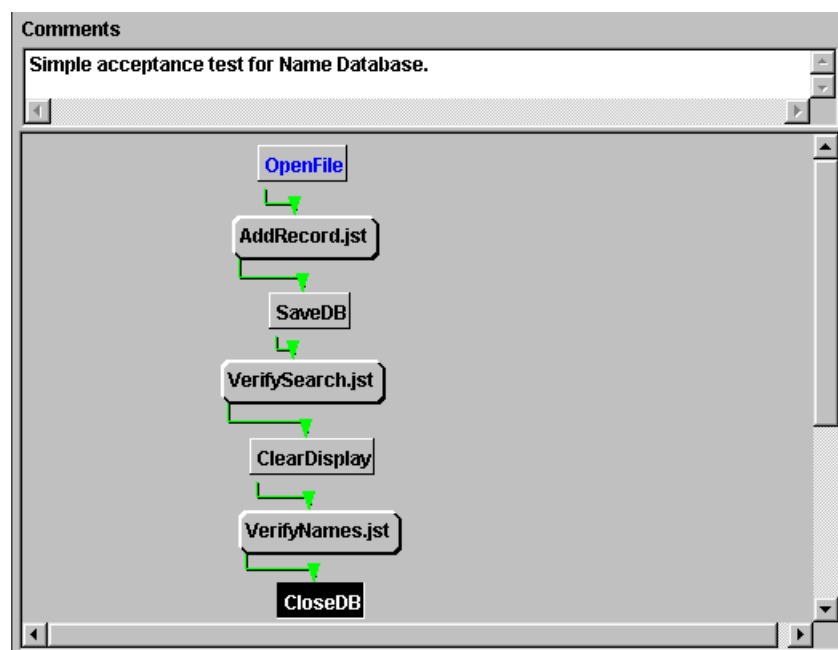 Comments
Simple acceptance test for Name Database.
OpenFile
AddRecord.jst
SaveDB
VerifySearch.jst
ClearDisplay
VerifyNames.jst
CloseDB